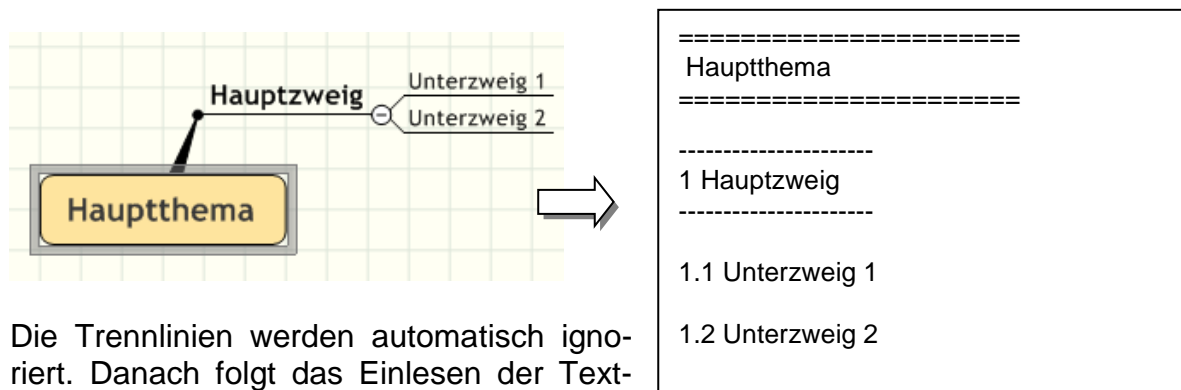 Hauptzweig
Unterzweig 1
Unterzweig 2
Hauptthema
Die Trennlinien werden automatisch igno-
riert. Danach folgt das Einlesen der Text-
======================
Hauptthema
======================
----------------------
1 Hauptzweig
----------------------
1.1 Unterzweig 1
1.2 Unterzweig 2